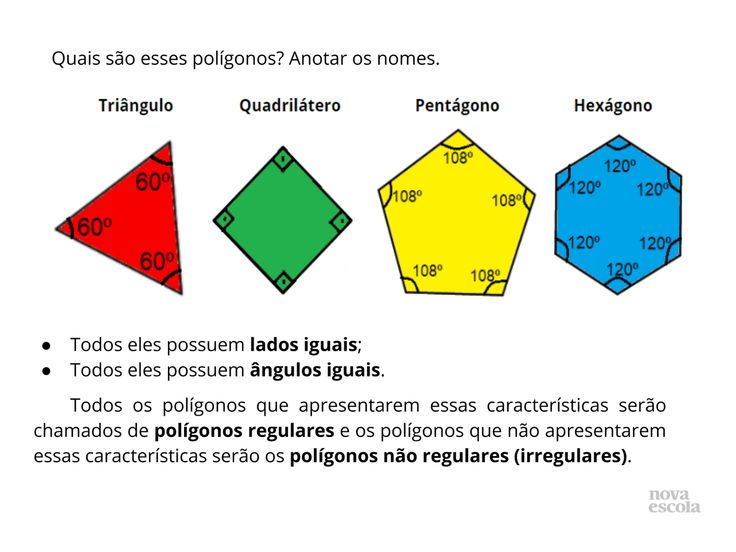 Quais são esses polígonos? Anotar os nomes.
Triângulo Quadrilátero Pentágono Hexágono
60º
60º
60º
108º
108º
108º
108º
108º
120º
120º
120º
120º
120º
120º
● Todos eles possuem lados iguais;
● Todos eles possuem ângulos iguais.
Todos os polígonos que apresentarem essas características serão
chamados de polígonos regulares e os polígonos que não apresentarem
essas características serão os polígonos não regulares (irregulares).
nova
escola